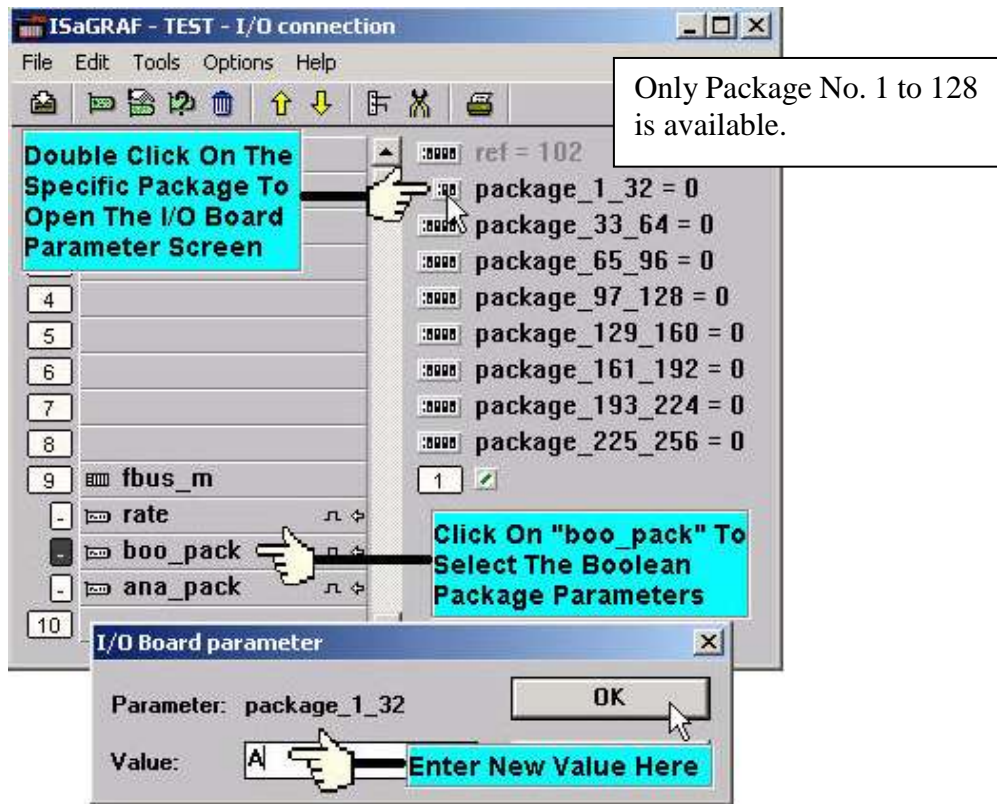 ISaGRAF - TEST - I/O connection
File Edit Tools Options Help
Only Package No. 1 to 128
is available.
Double Click On The
Specific Package To
Open The I/O Board
Parameter Screen
ref = 102
package_1_32 = 0
package_33_64 = 0
package_65_96 = 0
package_97_128 = 0
package_129_160 = 0
package_161_192 = 0
package_193_224 = 0
package_225_256 = 0
1
4
5
6
7
8
9 fbus_m
- rate
- boo_pack
- ana_pack
10
Click On "boo_pack" To
Select The Boolean
Package Parameters
I/O Board parameter
Parameter: package_1_32
OK
Value: A
Enter New Value Here